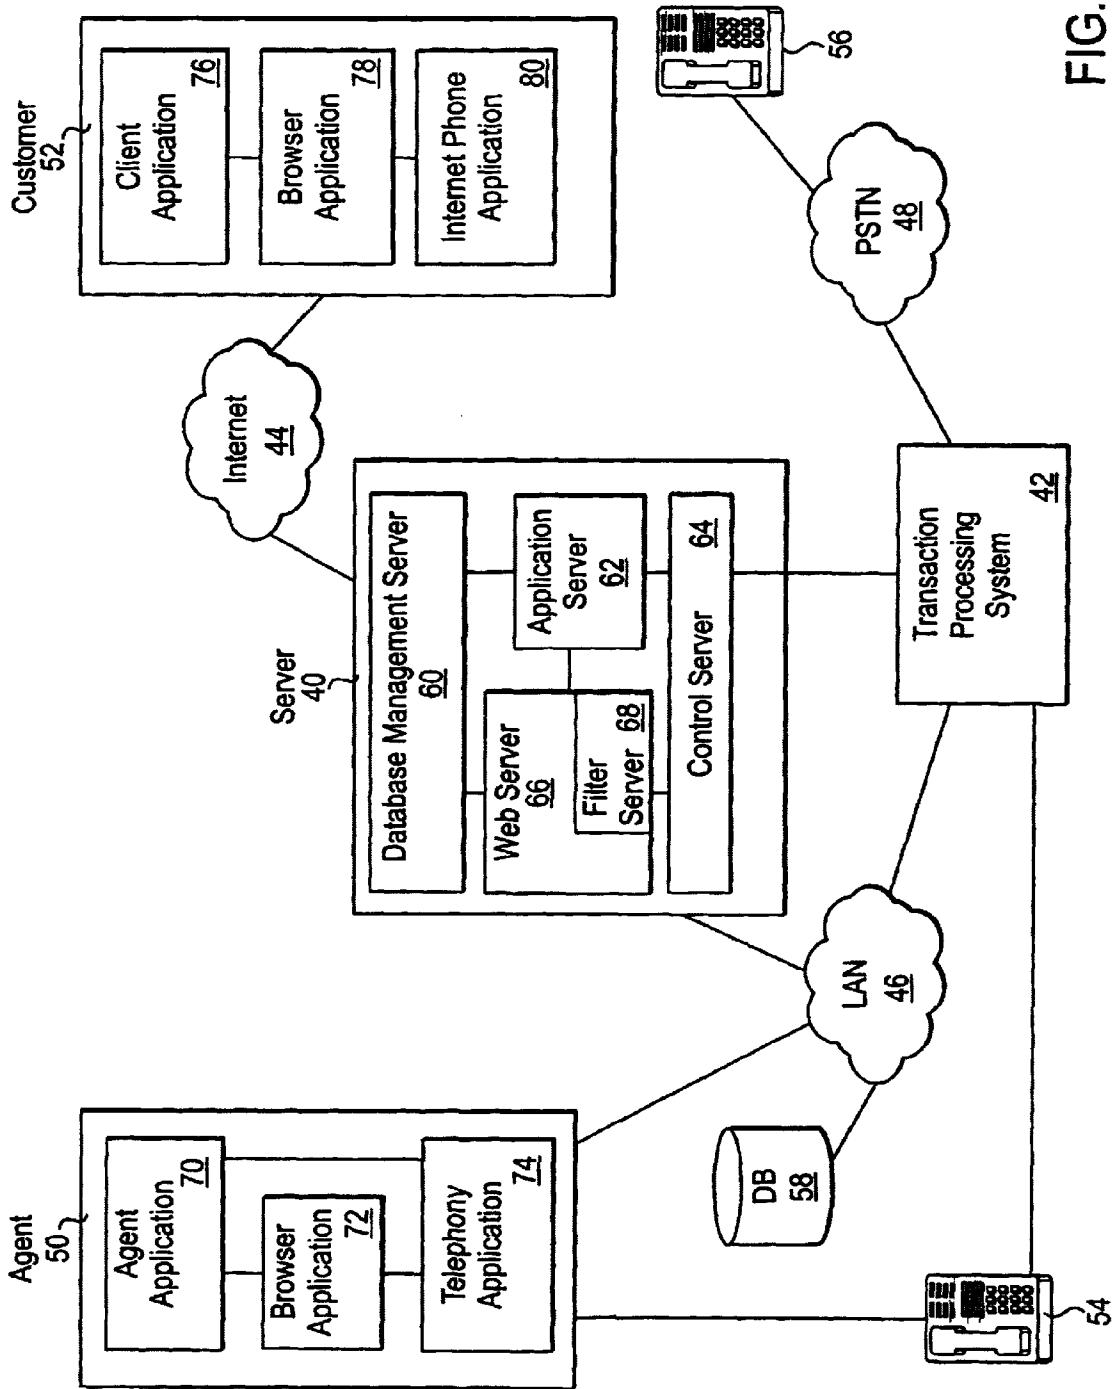 Agent
50
Agent
Application
70
Browser
Application
72
Telephony
Application
74
Server
40
Database Management Server
60
Web Server
66
Filter
Server
68
Application
Server
62
Control Server
64
Internet
44
Customer
52
Client
Application
76
Browser
Application
78
Internet Phone
Application
80
DB
58
LAN
46
PSTN
48
56
54
Transaction
Processing
System
42
FIG.